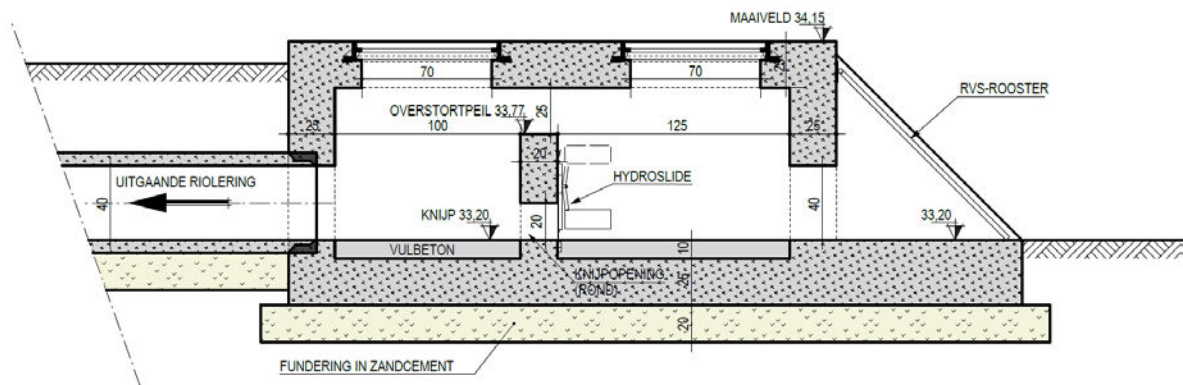 MAAIVELD 34,15
70
70
25
RVS-ROOSTER
OVERSTORTPEIL 33,77
25
25
100
125
25
20
HYDROSLIDE
UITGAANDE RIOLERING
40
KNIJP 33,20
20
40
33,20
VULBETON
10
KNIJPOPENING
(ROND)
25
20
FUNDERING IN ZANDCEMENT